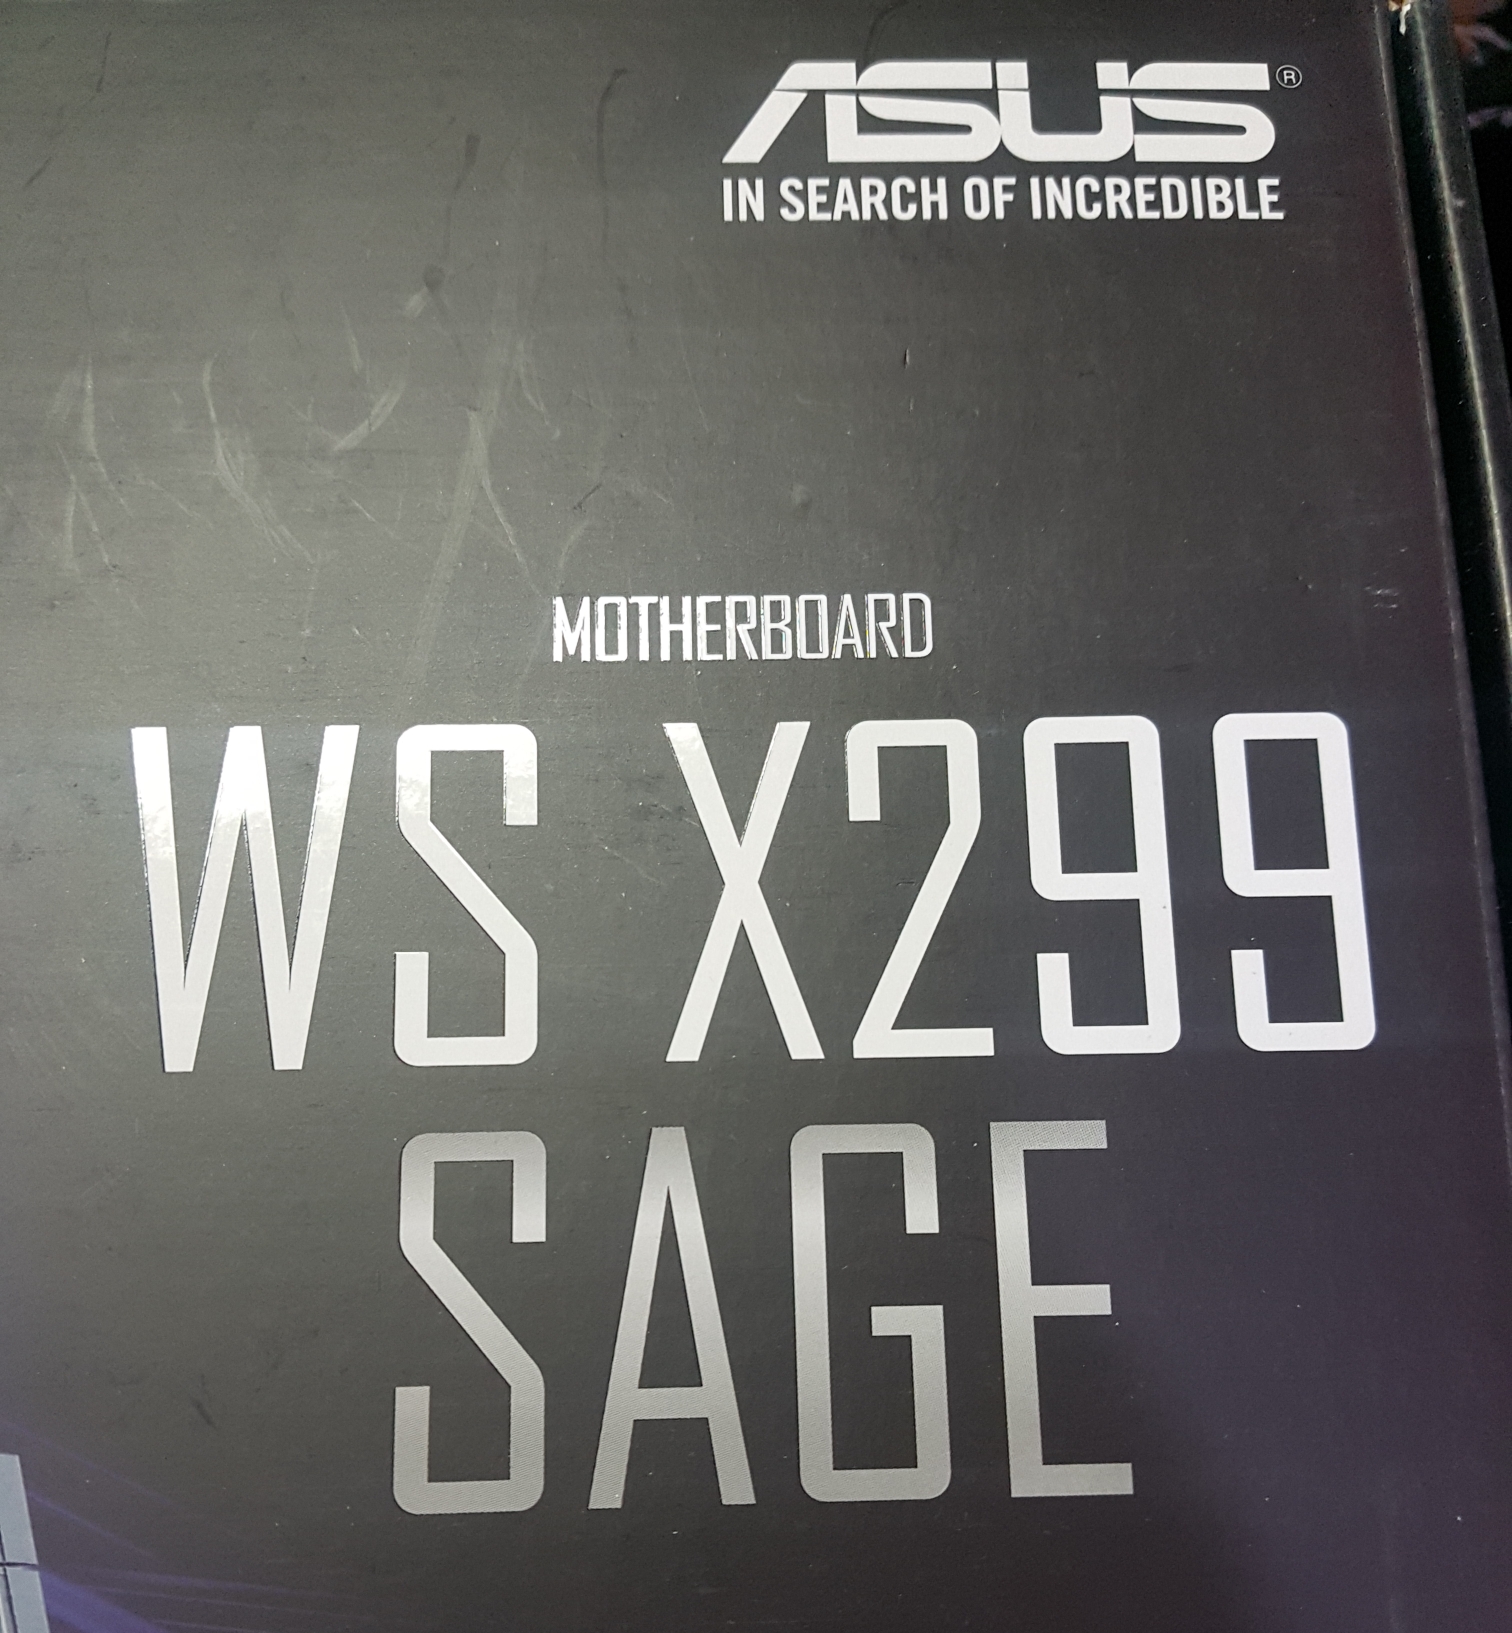 ASUS®
IN SEARCH OF INCREDIBLE
MOTHERBOARD
WS X299
SAGE